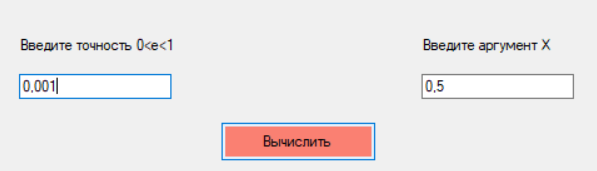 Введите точность 0<e<1
Введите аргумент X
0,001
0,5
Вычислить